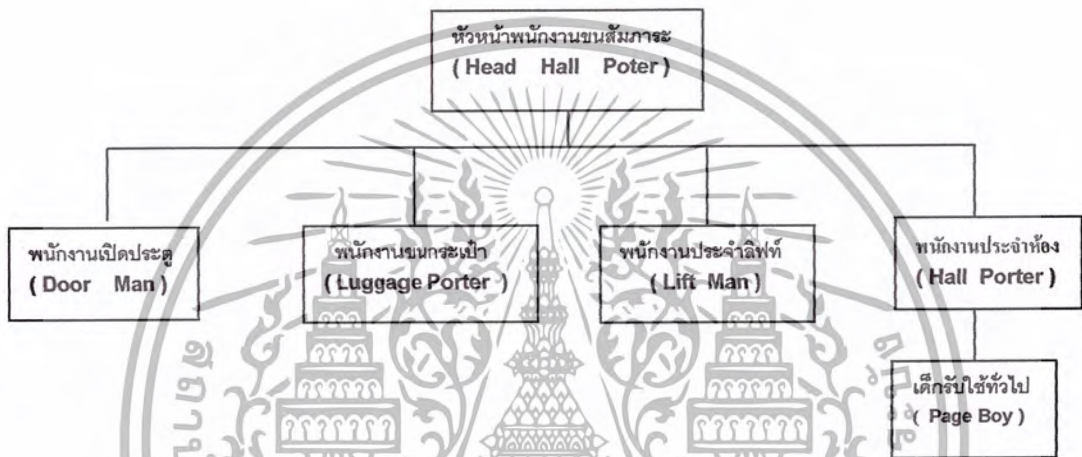 หัวหน้าพนักงานขนสัมภาระ
( Head Hall Poter )
พนักงานเปิดประตู
( Door Man )
พนักงานขนกระเป๋า
( Luggage Porter )
พนักงานประจำลิฟท์
( Lift Man )
พนักงานประจำห้อง
( Hall Porter )
เด็กรับใช้ทั่วไป
( Page Boy )